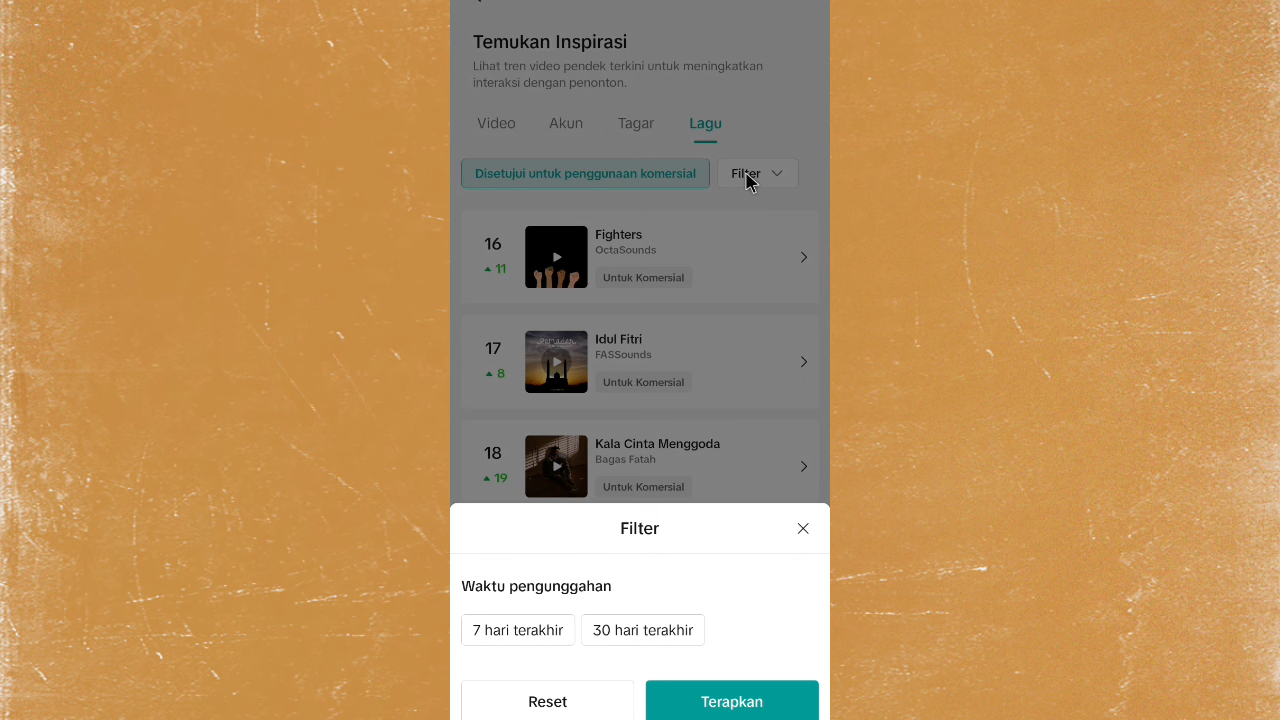 Temukan Inspirasi
Lihat tren video pendek terkini untuk meningkatkan
interaksi dengan penonton.
Video Akun Tagar Lagu
Disetujui untuk penggunaan komersial Filter
16
11
Fighters
OctaSounds
Untuk Komersial
17
8
Idul Fitri
FASSounds
Untuk Komersial
18
19
Kala Cinta Menggoda
Bagas Fatah
Untuk Komersial
Filter
Waktu pengunggahan
7 hari terakhir 30 hari terakhir
Reset Terapkan